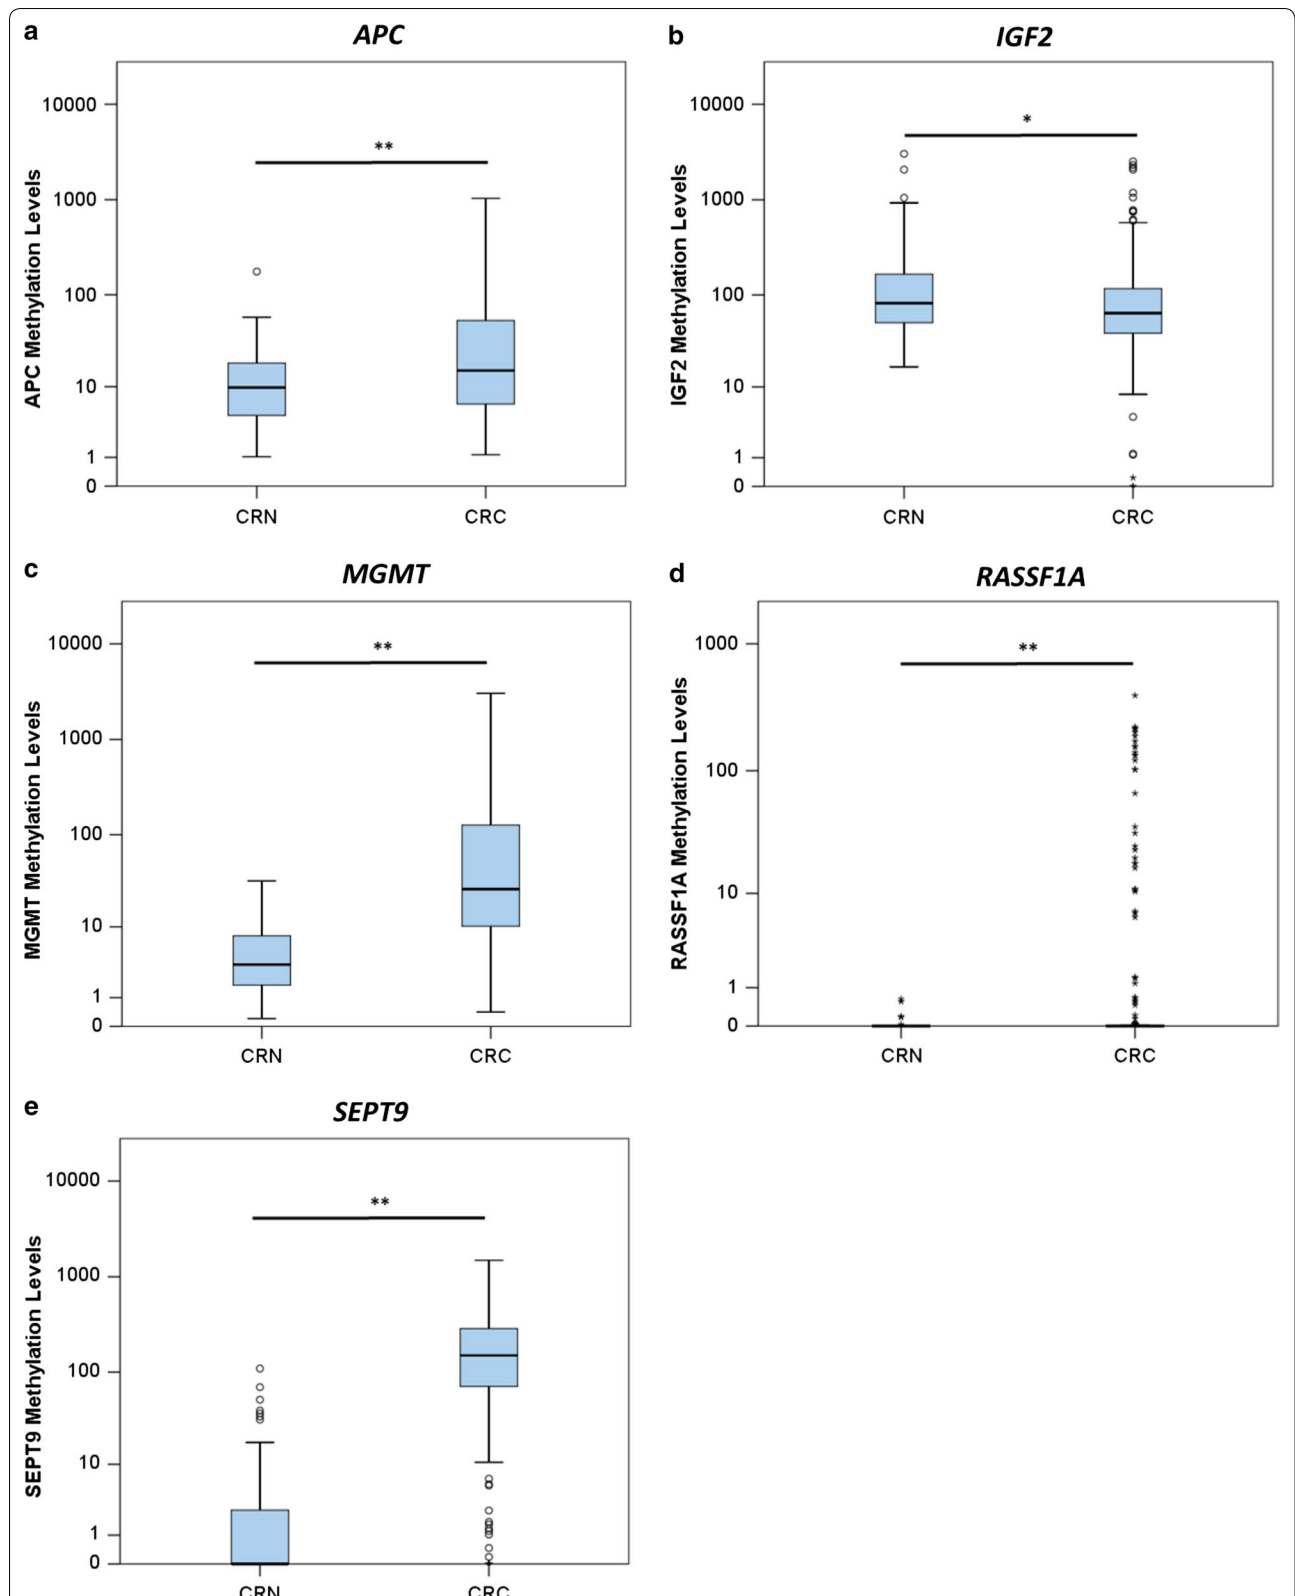 a
APC
APC Methylation Levels
10000
1000
100
10
1
0
**
CRN
CRC
b
IGF2
IGF2 Methylation Levels
10000
1000
100
10
1
0
*
CRN
CRC
c
MGMT
MGMT Methylation Levels
10000
1000
100
10
1
0
**
CRN
CRC
d
RASSF1A
RASSF1A Methylation Levels
1000
100
10
1
0
**
CRN
CRC
e
SEPT9
SEPT9 Methylation Levels
10000
1000
100
10
1
0
**
CRN
CRC